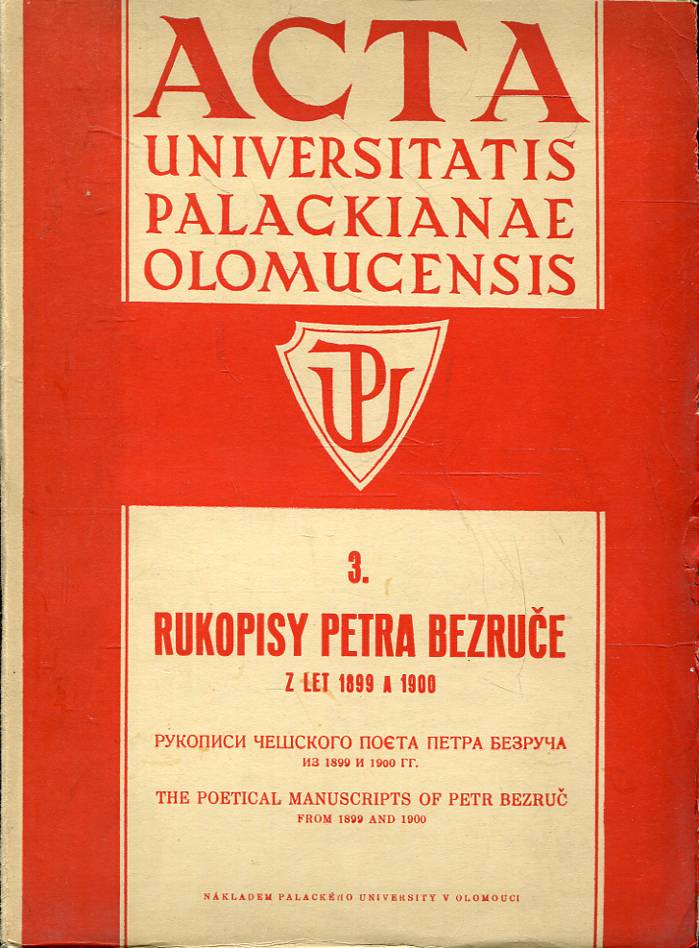 ACTA
UNIVERSITATIS
PALACKIANAE
OLOMUCENSIS
UP
3.
RUKOPISY PETRA BEZRUČE
Z LET 1899 A 1900
РУКОПИСИ ЧЕШСКОГО ПОЄТА ПЕТРА БЕЗРУЧА
ИЗ 1899 И 1900 ГГ.
THE POETICAL MANUSCRIPTS OF PETR BEZRUČ
FROM 1899 AND 1900
NÁKLADEM PALACKÉHO UNIVERSITY V OLOMOUCI